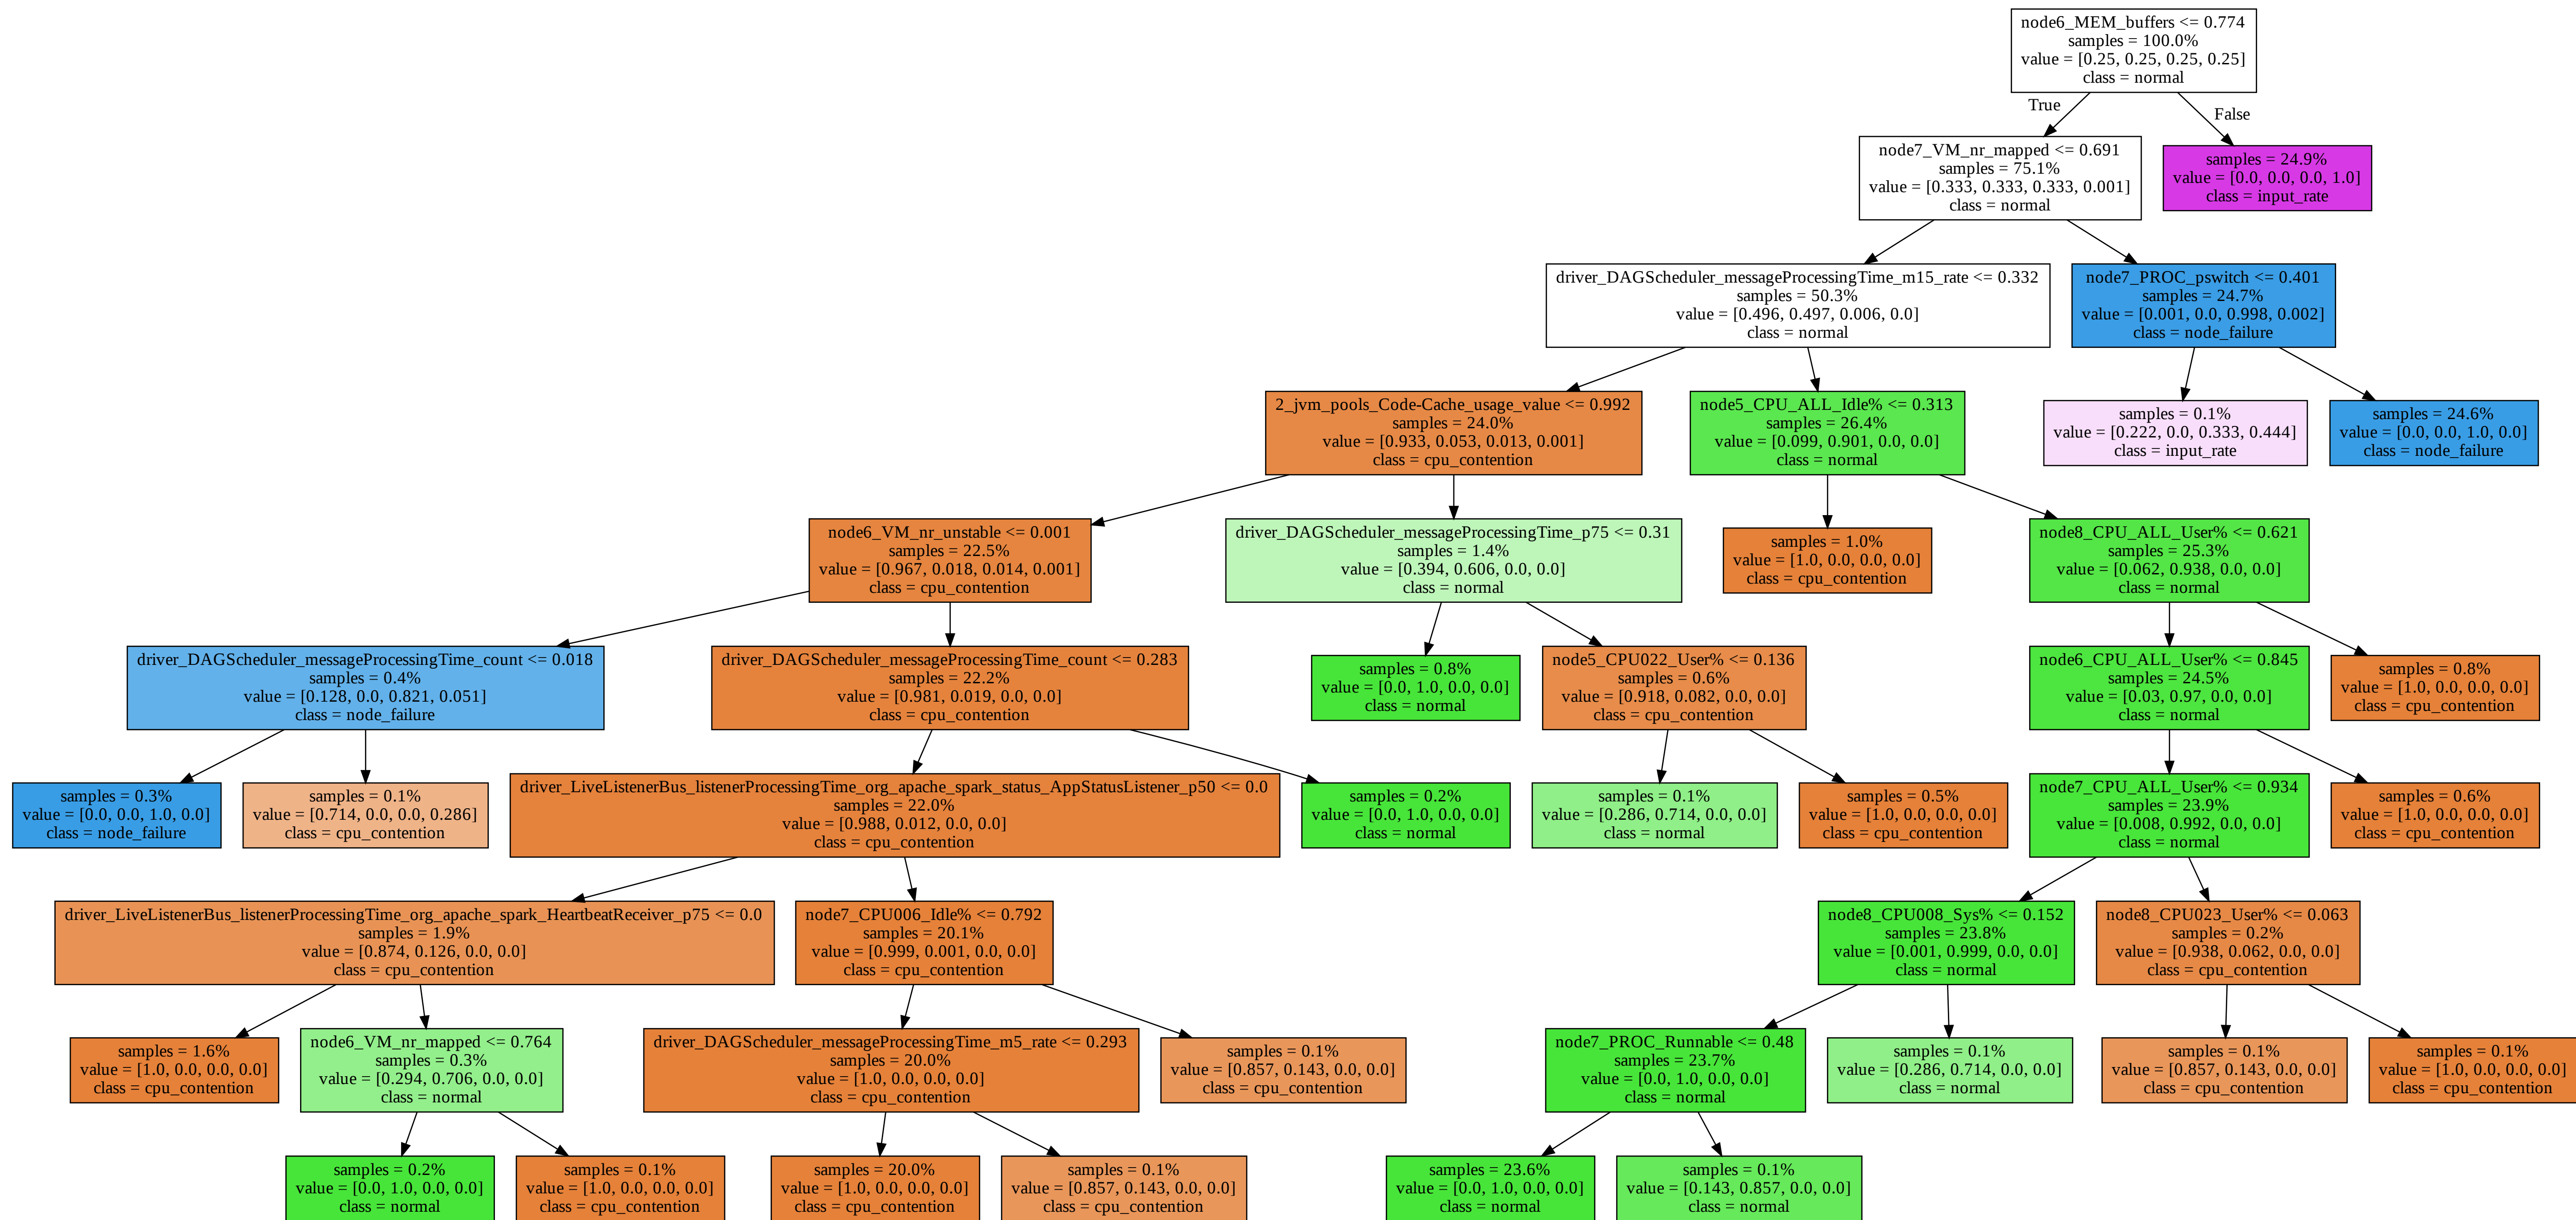 node6_MEM_buffers <= 0.774
samples = 100.0%
value = [0.25, 0.25, 0.25, 0.25]
class = normal
True
False
node7_VM_nr_mapped <= 0.691
samples = 75.1%
value = [0.333, 0.333, 0.333, 0.001]
class = normal
samples = 24.9%
value = [0.0, 0.0, 0.0, 1.0]
class = input_rate
driver_DAGScheduler_messageProcessingTime_m15_rate <= 0.332
samples = 50.3%
value = [0.496, 0.497, 0.006, 0.0]
class = normal
node7_PROC_pswitch <= 0.401
samples = 24.7%
value = [0.001, 0.0, 0.998, 0.002]
class = node_failure
2_jvm_pools_Code-Cache_usage_value <= 0.992
samples = 24.0%
value = [0.933, 0.053, 0.013, 0.001]
class = cpu_contention
node5_CPU_ALL_Idle% <= 0.313
samples = 26.4%
value = [0.099, 0.901, 0.0, 0.0]
class = normal
samples = 0.1%
value = [0.222, 0.0, 0.333, 0.444]
class = input_rate
samples = 24.6%
value = [0.0, 0.0, 1.0, 0.0]
class = node_failure
node6_VM_nr_unstable <= 0.001
samples = 22.5%
value = [0.967, 0.018, 0.014, 0.001]
class = cpu_contention
driver_DAGScheduler_messageProcessingTime_p75 <= 0.31
samples = 1.4%
value = [0.394, 0.606, 0.0, 0.0]
class = normal
samples = 1.0%
value = [1.0, 0.0, 0.0, 0.0]
class = cpu_contention
node8_CPU_ALL_User% <= 0.621
samples = 25.3%
value = [0.062, 0.938, 0.0, 0.0]
class = normal
driver_DAGScheduler_messageProcessingTime_count <= 0.018
samples = 0.4%
value = [0.128, 0.0, 0.821, 0.051]
class = node_failure
driver_DAGScheduler_messageProcessingTime_count <= 0.283
samples = 22.2%
value = [0.981, 0.019, 0.0, 0.0]
class = cpu_contention
samples = 0.8%
value = [0.0, 1.0, 0.0, 0.0]
class = normal
node5_CPU022_User% <= 0.136
samples = 0.6%
value = [0.918, 0.082, 0.0, 0.0]
class = cpu_contention
node6_CPU_ALL_User% <= 0.845
samples = 24.5%
value = [0.03, 0.97, 0.0, 0.0]
class = normal
samples = 0.8%
value = [1.0, 0.0, 0.0, 0.0]
class = cpu_contention
samples = 0.3%
value = [0.0, 0.0, 1.0, 0.0]
class = node_failure
samples = 0.1%
value = [0.714, 0.0, 0.0, 0.286]
class = cpu_contention
driver_LiveListenerBus_listenerProcessingTime_org_apache_spark_status_AppStatusListener_p50 <= 0.0
samples = 22.0%
value = [0.988, 0.012, 0.0, 0.0]
class = cpu_contention
samples = 0.2%
value = [0.0, 1.0, 0.0, 0.0]
class = normal
samples = 0.1%
value = [0.286, 0.714, 0.0, 0.0]
class = normal
samples = 0.5%
value = [1.0, 0.0, 0.0, 0.0]
class = cpu_contention
node7_CPU_ALL_User% <= 0.934
samples = 23.9%
value = [0.008, 0.992, 0.0, 0.0]
class = normal
samples = 0.6%
value = [1.0, 0.0, 0.0, 0.0]
class = cpu_contention
driver_LiveListenerBus_listenerProcessingTime_org_apache_spark_HeartbeatReceiver_p75 <= 0.0
samples = 1.9%
value = [0.874, 0.126, 0.0, 0.0]
class = cpu_contention
node7_CPU006_Idle% <= 0.792
samples = 20.1%
value = [0.999, 0.001, 0.0, 0.0]
class = cpu_contention
node8_CPU008_Sys% <= 0.152
samples = 23.8%
value = [0.001, 0.999, 0.0, 0.0]
class = normal
node8_CPU023_User% <= 0.063
samples = 0.2%
value = [0.938, 0.062, 0.0, 0.0]
class = cpu_contention
samples = 1.6%
value = [1.0, 0.0, 0.0, 0.0]
class = cpu_contention
node6_VM_nr_mapped <= 0.764
samples = 0.3%
value = [0.294, 0.706, 0.0, 0.0]
class = normal
driver_DAGScheduler_messageProcessingTime_m5_rate <= 0.293
samples = 20.0%
value = [1.0, 0.0, 0.0, 0.0]
class = cpu_contention
samples = 0.1%
value = [0.857, 0.143, 0.0, 0.0]
class = cpu_contention
node7_PROC_Runnable <= 0.48
samples = 23.7%
value = [0.0, 1.0, 0.0, 0.0]
class = normal
samples = 0.1%
value = [0.286, 0.714, 0.0, 0.0]
class = normal
samples = 0.1%
value = [0.857, 0.143, 0.0, 0.0]
class = cpu_contention
samples = 0.1%
value = [1.0, 0.0, 0.0, 0.0]
class = cpu_contention
samples = 0.2%
value = [0.0, 1.0, 0.0, 0.0]
class = normal
samples = 0.1%
value = [1.0, 0.0, 0.0, 0.0]
class = cpu_contention
samples = 20.0%
value = [1.0, 0.0, 0.0, 0.0]
class = cpu_contention
samples = 0.1%
value = [0.857, 0.143, 0.0, 0.0]
class = cpu_contention
samples = 23.6%
value = [0.0, 1.0, 0.0, 0.0]
class = normal
samples = 0.1%
value = [0.143, 0.857, 0.0, 0.0]
class = normal